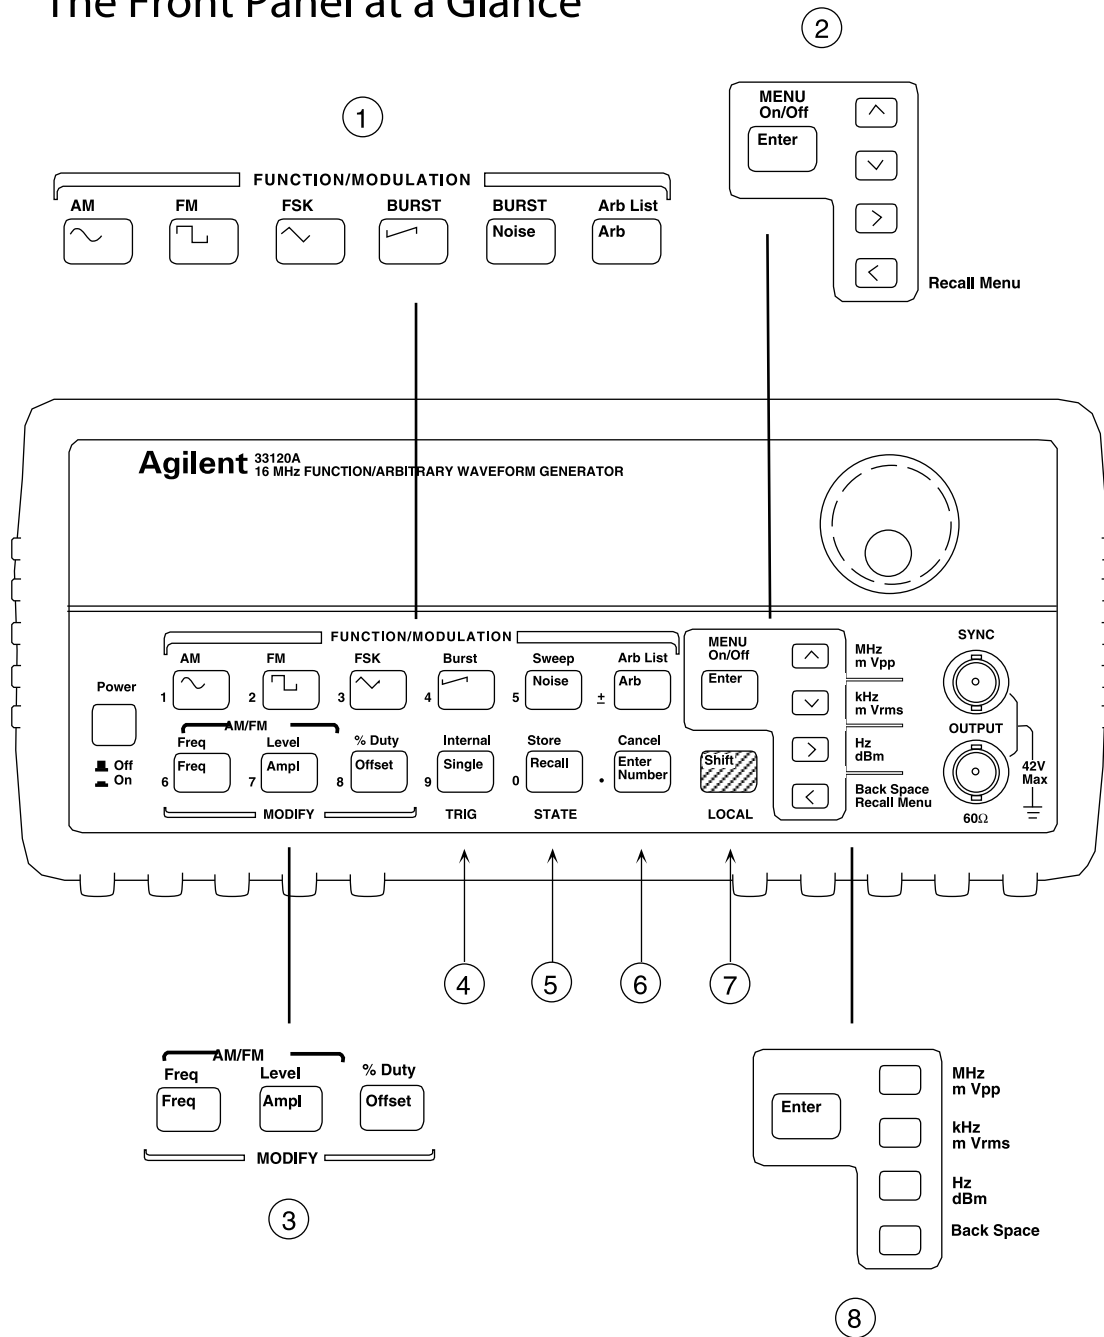 The Front Panel at a Glance
2
1
MENU
On/Off
Enter
Recall Menu
FUNCTION/MODULATION
AM FM FSK BURST BURST Arb List
Noise Arb
Agilent 33120A
16 MHz FUNCTION/ARBITRARY WAVEFORM GENERATOR
FUNCTION/MODULATION
AM FM FSK Burst Sweep Arb List
1 2 3 4 5 Noise ± Arb
MENU
On/Off
Enter
MHz
m Vpp
kHz
m Vrms
Hz
dBm
Back Space
Recall Menu
SYNC
OUTPUT
42V
Max
60Ω
Power
Off
On
AM/FM
Freq Level % Duty Internal Store Cancel
6 Freq 7 Ampl 8 Offset 9 Single 0 Recall . Enter
Number
Shift
MODIFY TRIG STATE LOCAL
4 5 6 7
AM/FM
Freq Level % Duty
Freq Ampl Offset
MODIFY
3
Enter
MHz
m Vpp
kHz
m Vrms
Hz
dBm
Back Space
8